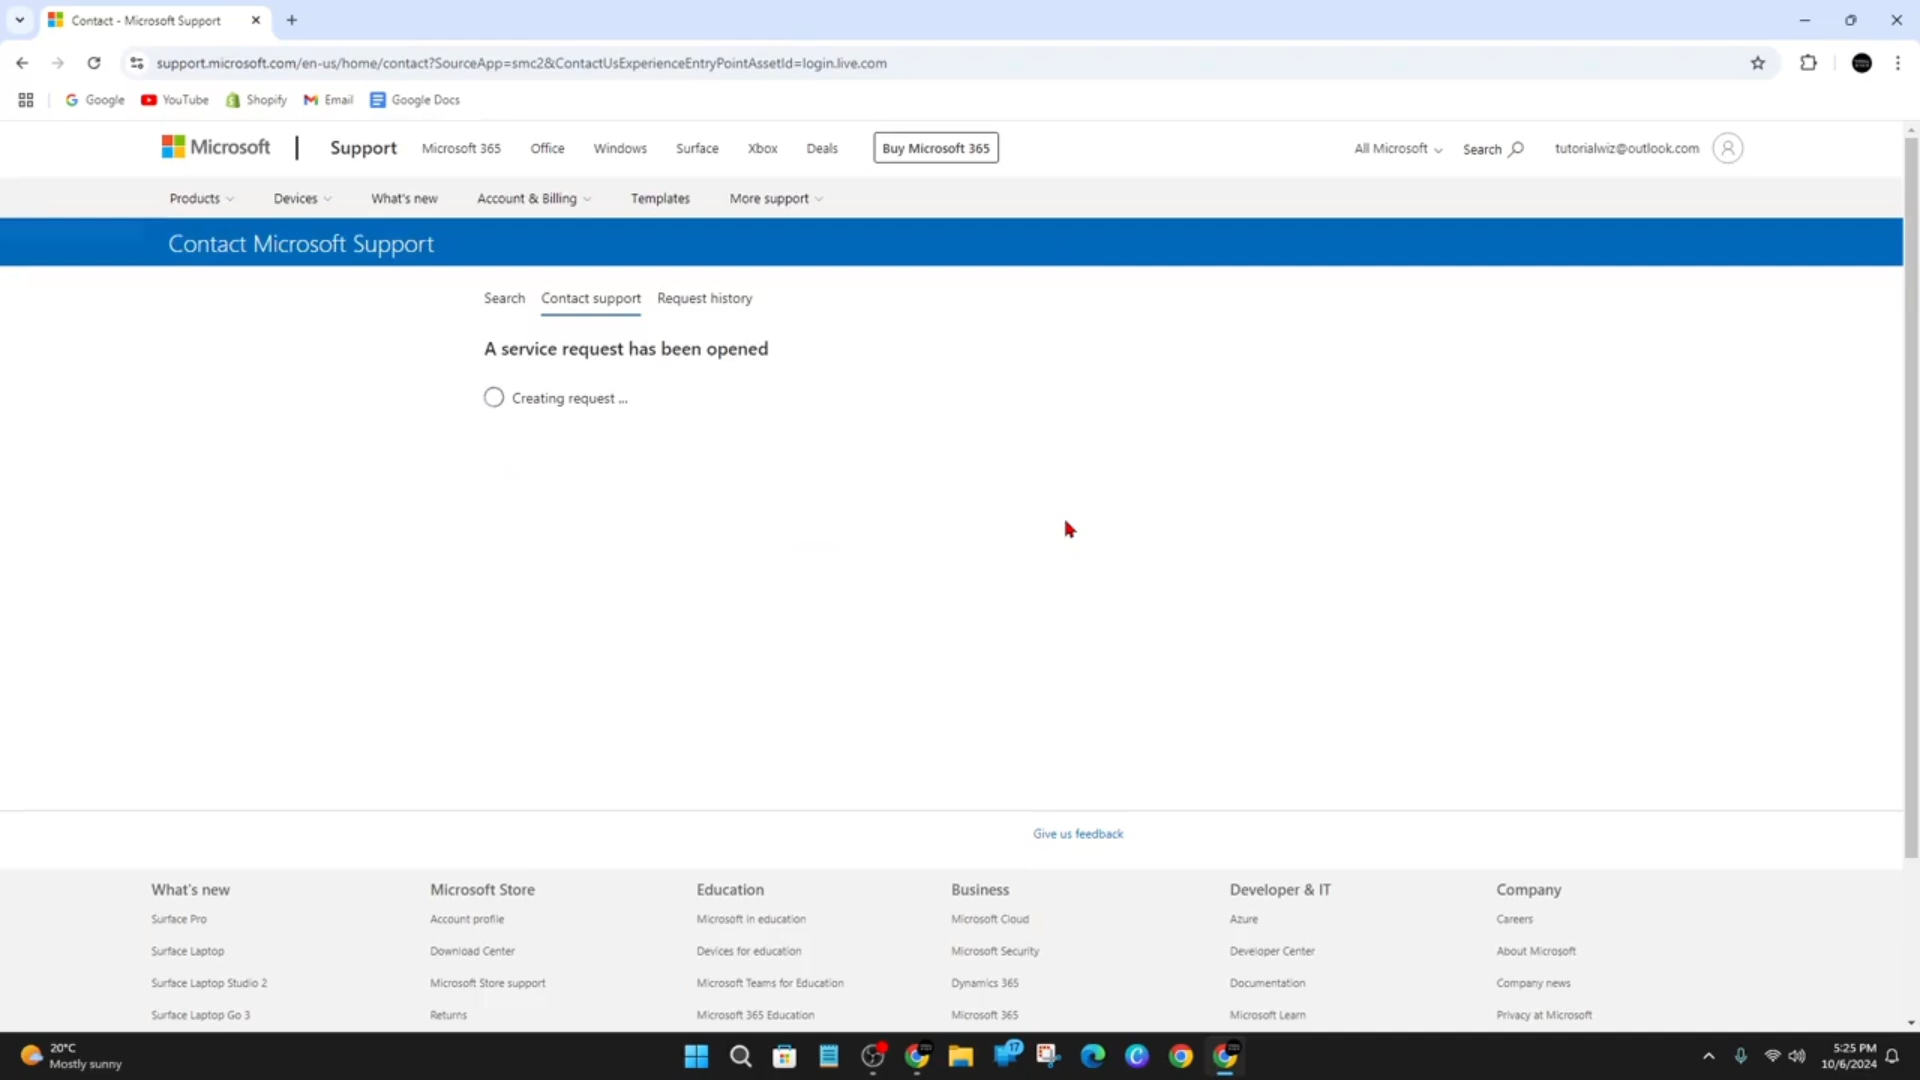 Contact - Microsoft Support
support.microsoft.com/en-us/home/contact?SourceApp=smc2&ContactUsExperienceEntryPointAssetId=login.live.com
Google YouTube Shopify Email Google Docs
Microsoft | Support Microsoft 365 Office Windows Surface Xbox Deals Buy Microsoft 365 All Microsoft Search tutorialwiz@outlook.com
Products Devices What's new Account & Billing Templates More support
Contact Microsoft Support
Search Contact support Request history
A service request has been opened
Creating request ...
Give us feedback
What's new Microsoft Store Education Business Developer & IT Company
Surface Pro Account profile Microsoft in education Microsoft Cloud Azure Careers
Surface Laptop Download Center Devices for education Microsoft Security Developer Center About Microsoft
Surface Laptop Studio 2 Microsoft Store support Microsoft Teams for Education Dynamics 365 Documentation Company news
Surface Laptop Go 3 Returns Microsoft 365 Education Microsoft 365 Microsoft Learn Privacy at Microsoft
20°C
Mostly sunny
17
5:25 PM
10/6/2024